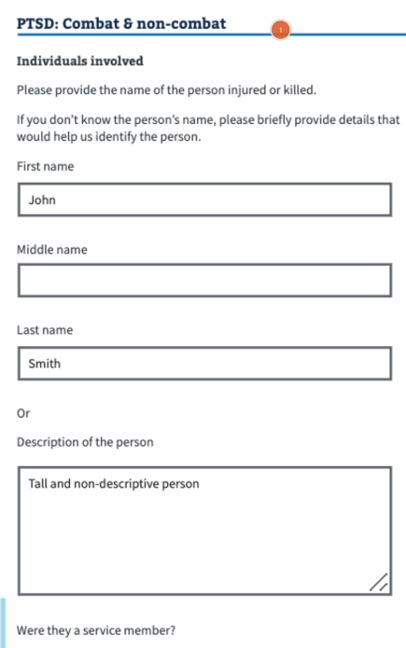 PTSD: Combat & non-combat
1
Individuals involved
Please provide the name of the person injured or killed.
If you don't know the person's name, please briefly provide details that
would help us identify the person.
First name
John
Middle name
Last name
Smith
Or
Description of the person
Tall and non-descriptive person
Were they a service member?